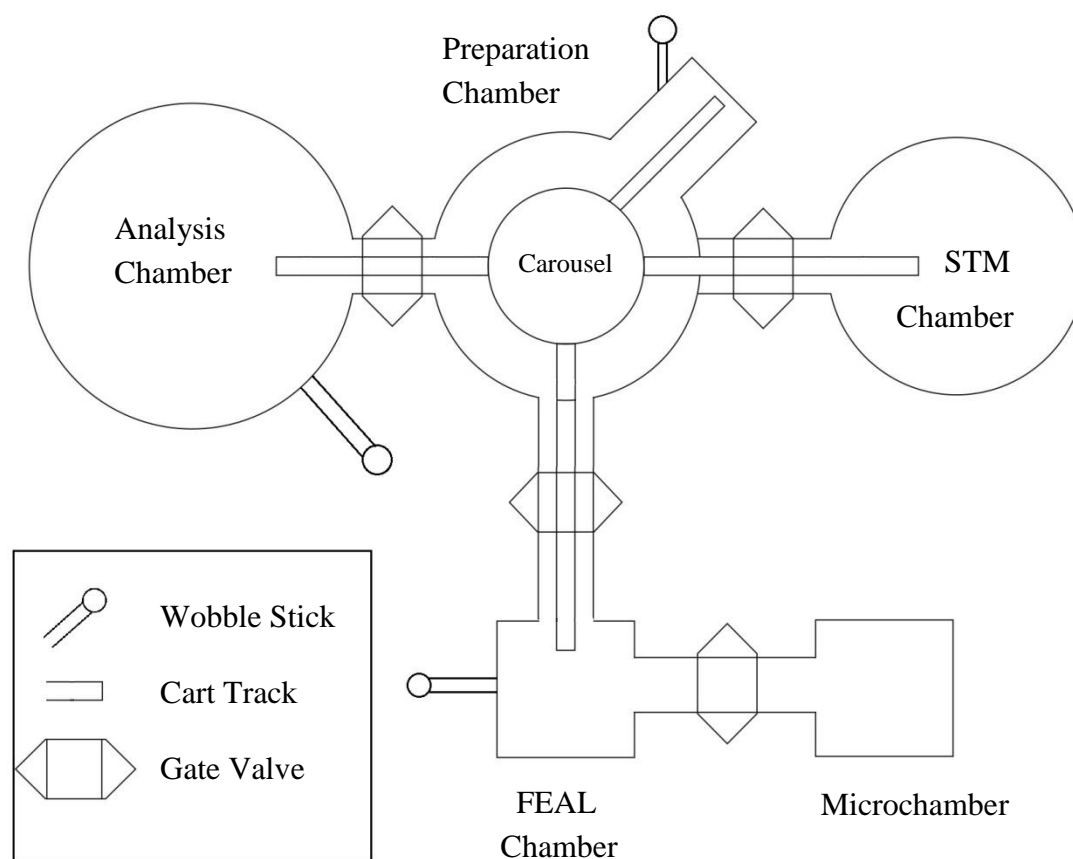 Preparation
Chamber
Analysis
Chamber
Carousel
STM
Chamber
Wobble Stick
Cart Track
Gate Valve
FEAL
Chamber
Microchamber